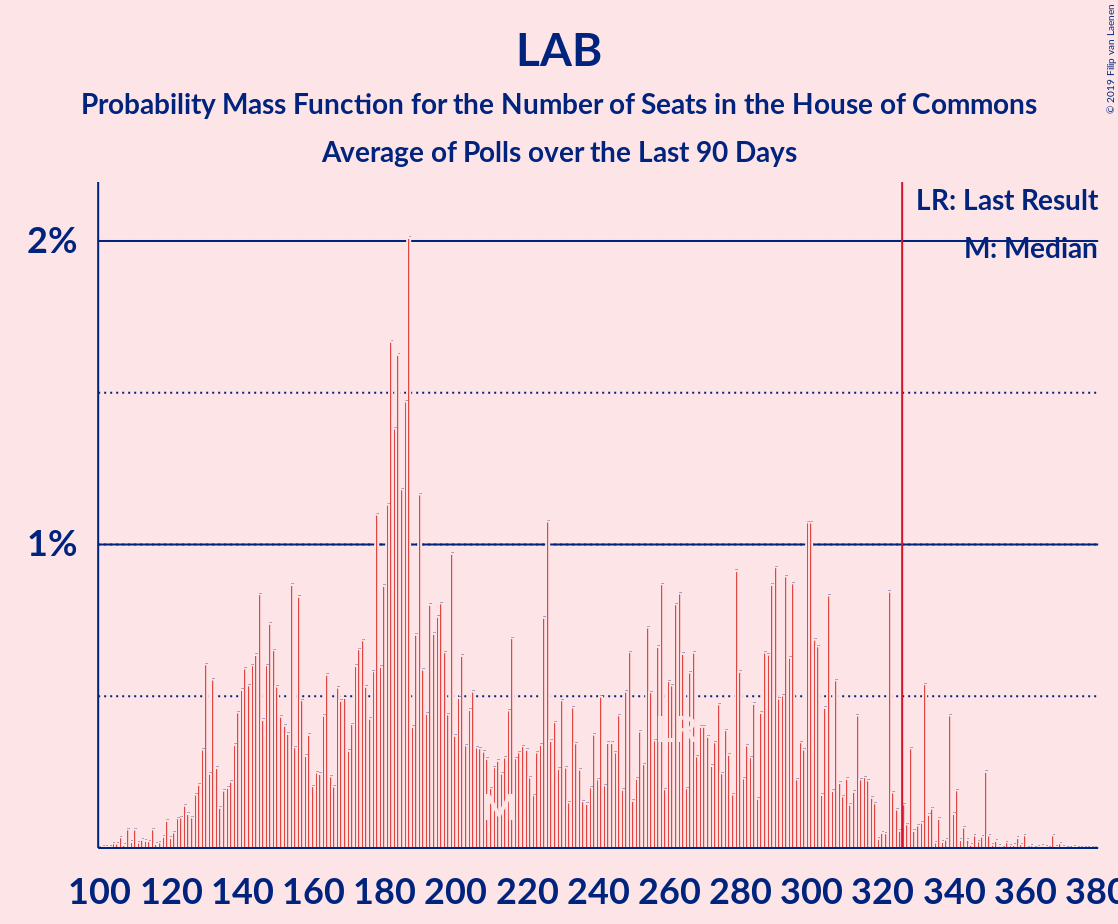 LAB
Probability Mass Function for the Number of Seats in the House of Commons
Average of Polls over the Last 90 Days
© 2019 Filip van Laenen
LR: Last Result
M: Median
2%
1%
LR
M
100 120 140 160 180 200 220 240 260 280 300 320 340 360 380